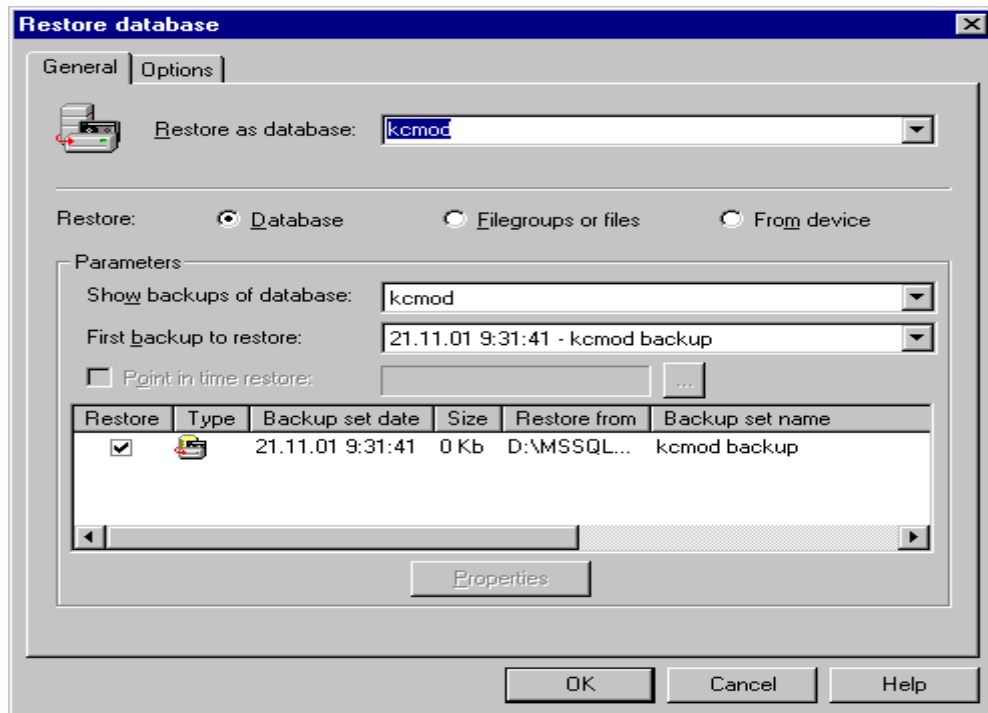 Restore database
General Options
Restore as database: kcmod
Restore: Database Filegroups or files From device
Parameters
Show backups of database: kcmod
First backup to restore: 21.11.01 9:31:41 - kcmod backup
Point in time restore: ...
Restore Type Backup set date Size Restore from Backup set name
21.11.01 9:31:41 0 Kb D:\MSSQL... kcmod backup
Properties
OK Cancel Help